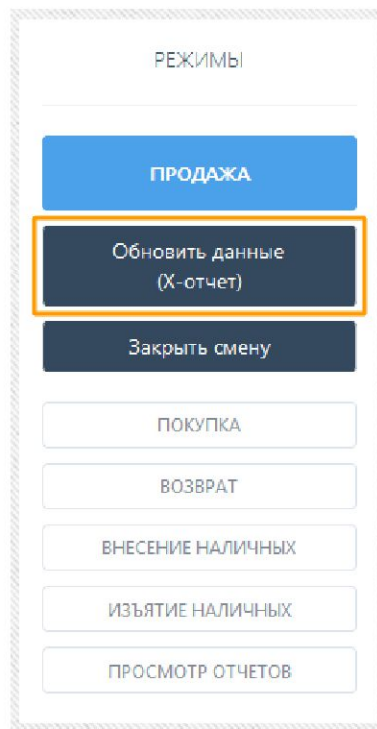 РЕЖИМЫ
ПРОДАЖА
Обновить данные
(X-отчет)
Закрыть смену
ПОКУПКА
ВОЗВРАТ
ВНЕСЕНИЕ НАЛИЧНЫХ
ИЗЪЯТИЕ НАЛИЧНЫХ
ПРОСМОТР ОТЧЕТОВ